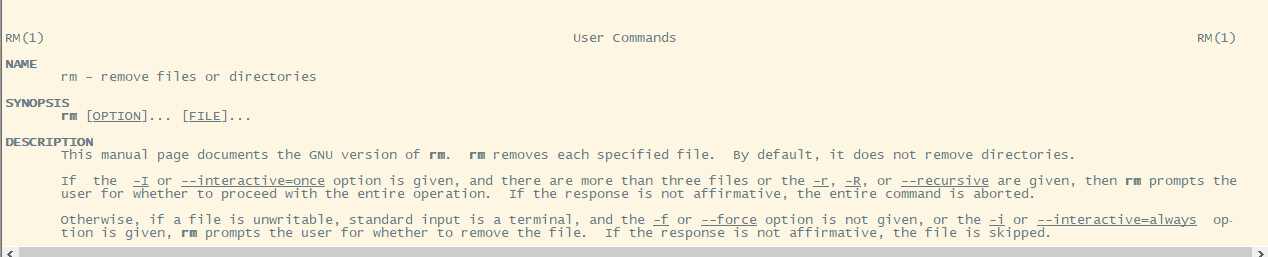 RM(1) User Commands RM(1)
NAME
rm - remove files or directories
SYNOPSIS
rm [OPTION]... [FILE]...
DESCRIPTION
This manual page documents the GNU version of rm. rm removes each specified file. By default, it does not remove directories.
If the -I or --interactive=once option is given, and there are more than three files or the -r, -R, or --recursive are given, then rm prompts the
user for whether to proceed with the entire operation. If the response is not affirmative, the entire command is aborted.
Otherwise, if a file is unwritable, standard input is a terminal, and the -f or --force option is not given, or the -i or --interactive=always op-
tion is given, rm prompts the user for whether to remove the file. If the response is not affirmative, the file is skipped.